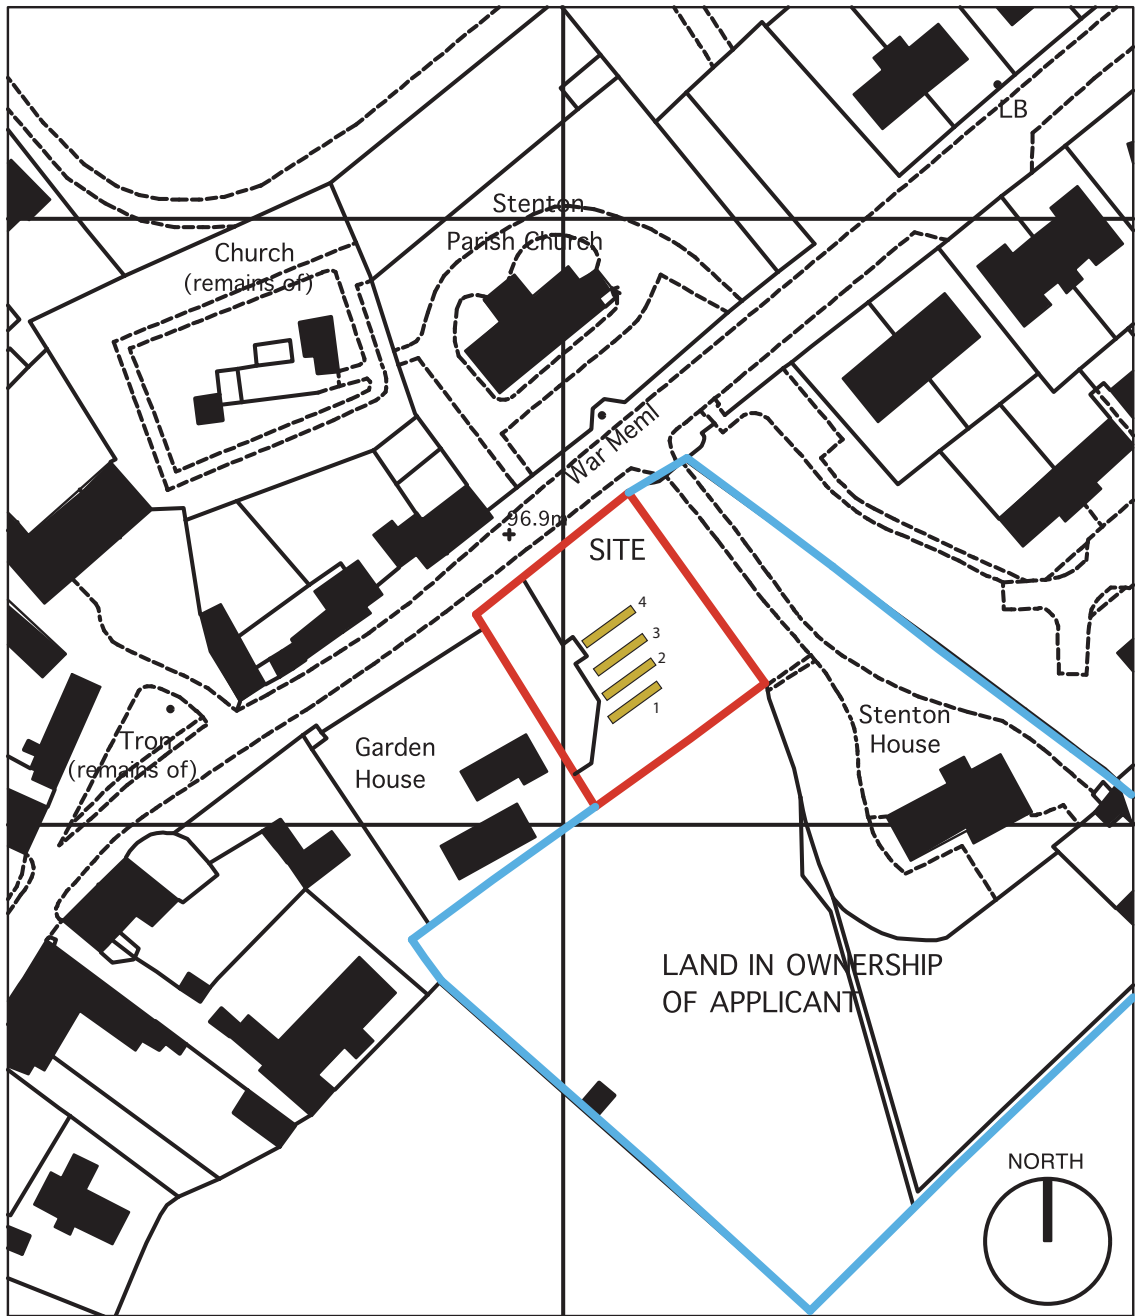 LB
Stenton
Parish Church
Church
(remains of)
War Meml
96.9m
SITE
4
3
2
1
Stenton
House
Tron
(remains of)
Garden
House
LAND IN OWNERSHIP
OF APPLICANT
NORTH